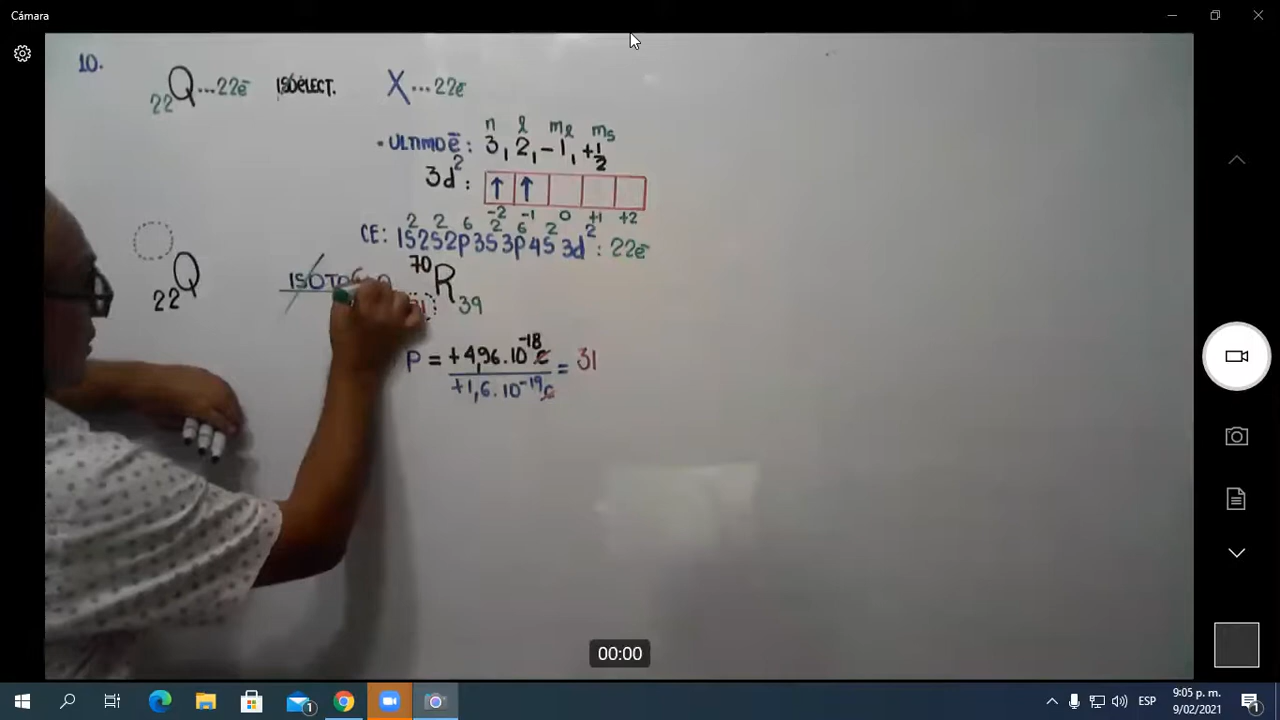 Cámara
10.
22Q...22e̅ ISOELECT. X...22e̅
n l ml ms
- ULTIMO e̅ : 3, 2, -1, +1/2
3d²: ↑ ↑
-2 -1 0 +1 +2
CE: 1s² 2s² 2p⁶ 3s² 3p⁶ 4s² 3d² : 22e̅
22Q
⁷⁰R 39
P = +4,96.10⁻¹⁸ c / +1,6.10⁻¹⁹ c = 31
00:00
1
ESP
9:05 p. m.
9/02/2021
1